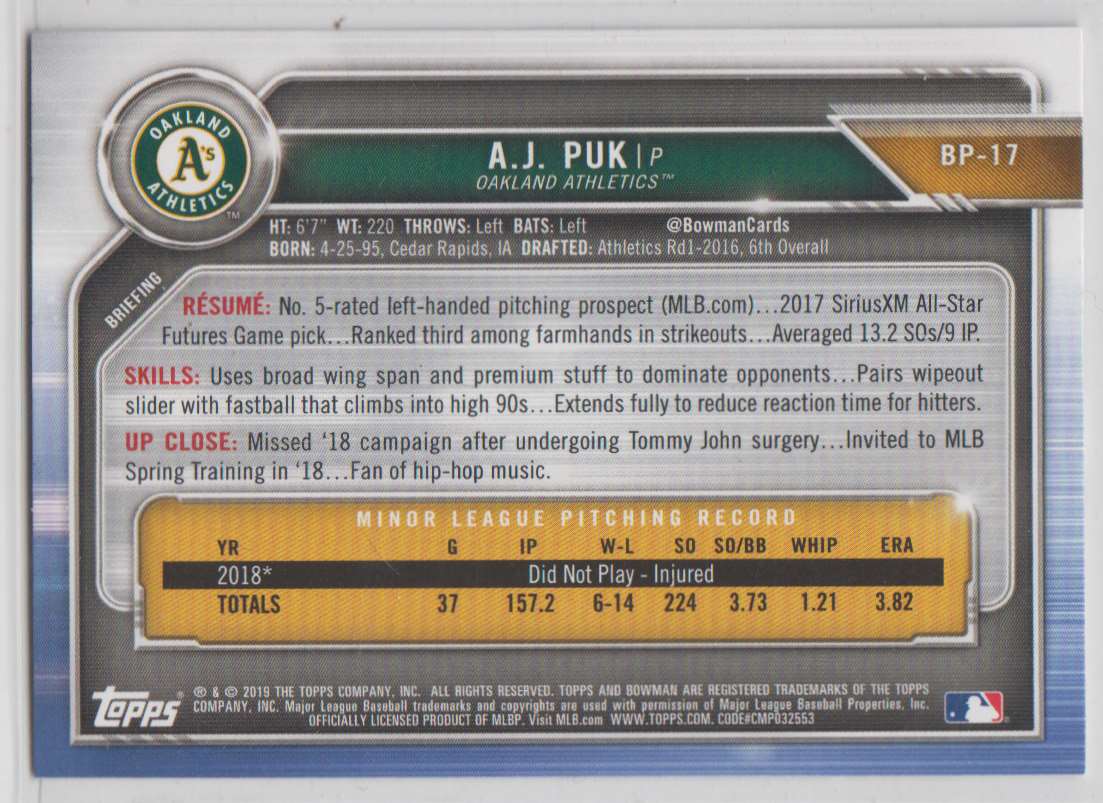 OAKLAND
A's
ATHLETICS™
A.J. PUK | P
OAKLAND ATHLETICS™
BP-17
HT: 6'7" WT: 220 THROWS: Left BATS: Left @BowmanCards
BORN: 4-25-95, Cedar Rapids, IA DRAFTED: Athletics Rd1-2016, 6th Overall
BRIEFING
RÉSUMÉ: No. 5-rated left-handed pitching prospect (MLB.com)...2017 SiriusXM All-Star
Futures Game pick...Ranked third among farmhands in strikeouts...Averaged 13.2 SOs/9 IP.
SKILLS: Uses broad wing span and premium stuff to dominate opponents...Pairs wipeout
slider with fastball that climbs into high 90s...Extends fully to reduce reaction time for hitters.
UP CLOSE: Missed '18 campaign after undergoing Tommy John surgery...Invited to MLB
Spring Training in '18...Fan of hip-hop music.
MINOR LEAGUE PITCHING RECORD
YR G IP W-L SO SO/BB WHIP ERA
2018* Did Not Play - Injured
TOTALS 37 157.2 6-14 224 3.73 1.21 3.82
Topps®
® & © 2019 THE TOPPS COMPANY, INC. ALL RIGHTS RESERVED. TOPPS AND BOWMAN ARE REGISTERED TRADEMARKS OF THE TOPPS
COMPANY, INC. Major League Baseball trademarks and copyrights are used with permission of Major League Baseball Properties, Inc.
OFFICIALLY LICENSED PRODUCT OF MLBP. Visit MLB.com WWW.TOPPS.COM. CODE#CMP032553